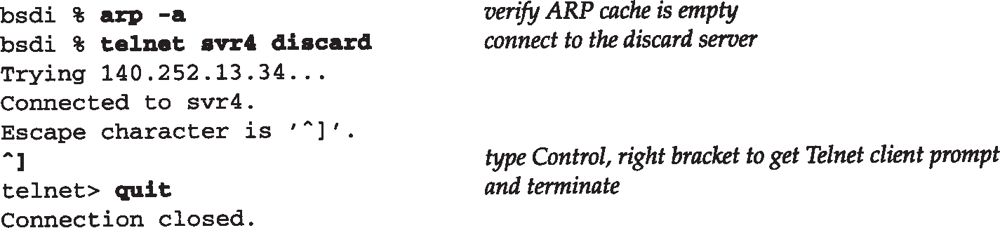 bsdi % arp -a verify ARP cache is empty
bsdi % telnet svr4 discard connect to the discard server
Trying 140.252.13.34...
Connected to svr4.
Escape character is '^]'.
^] type Control, right bracket to get Telnet client prompt
telnet> quit and terminate
Connection closed.